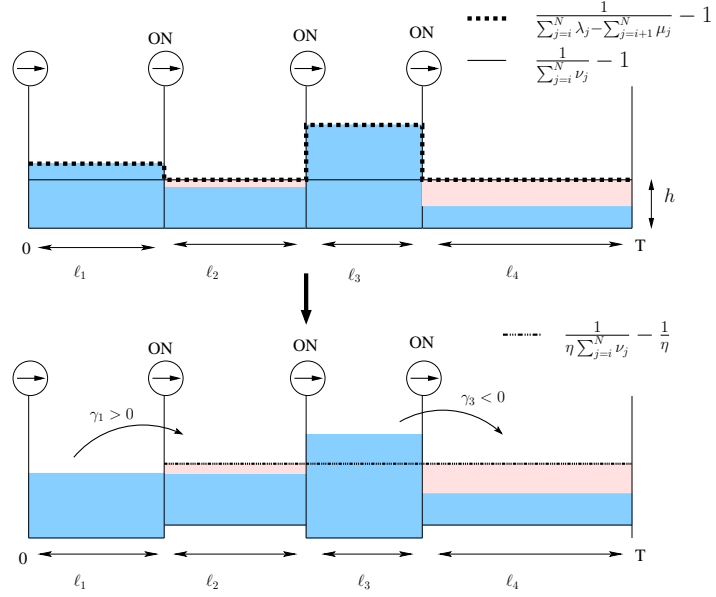 $\frac{1}{\sum_{j=i}^{N} \lambda_j - \sum_{j=i+1}^{N} \mu_j} - 1$
$\frac{1}{\sum_{j=i}^{N} \nu_j} - 1$
ON ON ON
h
0 T
$\ell_1$ $\ell_2$ $\ell_3$ $\ell_4$
$\frac{1}{\eta \sum_{j=i}^{N} \nu_j} - \frac{1}{\eta}$
ON ON ON
$\gamma_1 > 0$ $\gamma_3 < 0$
0 T
$\ell_1$ $\ell_2$ $\ell_3$ $\ell_4$